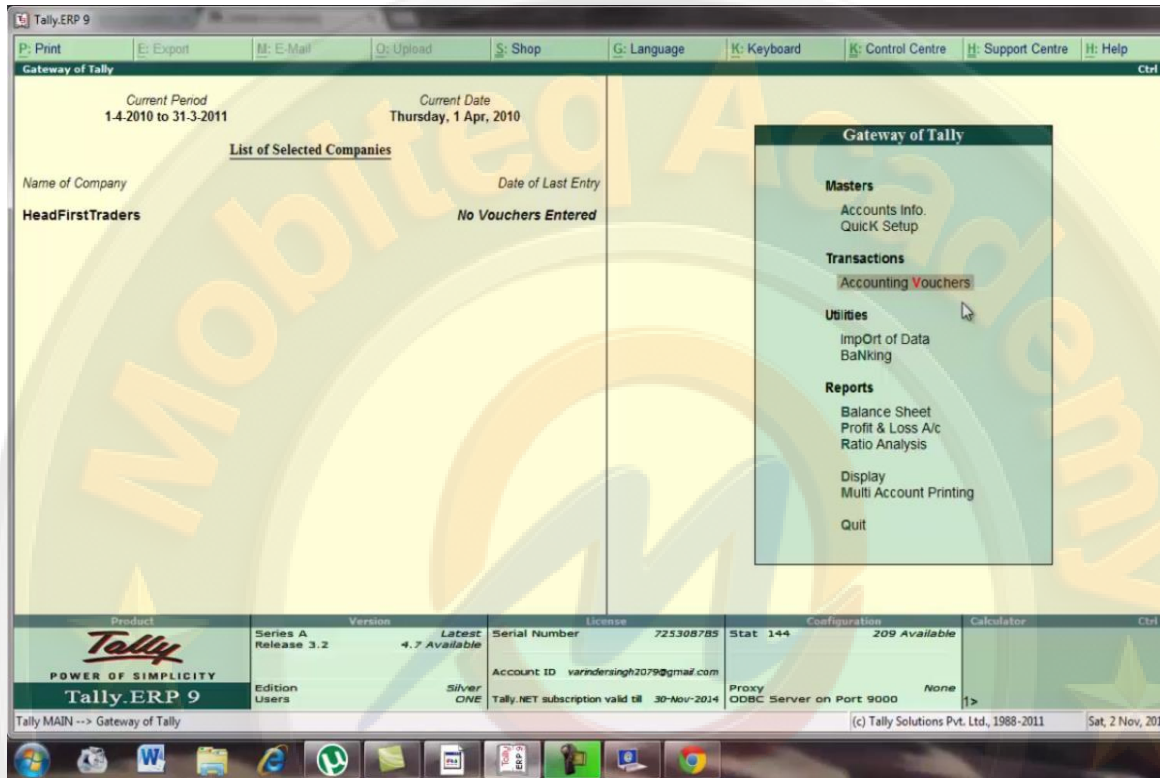 Tally.ERP 9
P: Print E: Export M: E-Mail O: Upload S: Shop G: Language K: Keyboard K: Control Centre H: Support Centre H: Help
Gateway of Tally Ctrl
Current Period Current Date
1-4-2010 to 31-3-2011 Thursday, 1 Apr, 2010
List of Selected Companies
Name of Company Date of Last Entry
HeadFirstTraders No Vouchers Entered
Gateway of Tally
Masters
Accounts Info.
QuicK Setup
Transactions
Accounting Vouchers
Utilities
ImpOrt of Data
BaNking
Reports
Balance Sheet
Profit & Loss A/c
Ratio Analysis
Display
Multi Account Printing
Quit
Mobiteq Academy
Product Version License Configuration Calculator Ctrl
Tally
POWER OF SIMPLICITY
Tally.ERP 9
Series A Latest
Release 3.2 4.7 Available
Edition Silver
Users ONE
Serial Number 725308785
Account ID varindersingh2079@gmail.com
Tally.NET subscription valid till 30-Nov-2014
Stat 144 209 Available
Proxy None
ODBC Server on Port 9000
1>
Tally MAIN --> Gateway of Tally (c) Tally Solutions Pvt. Ltd., 1988-2011 Sat, 2 Nov, 201
Tally
ERP 9